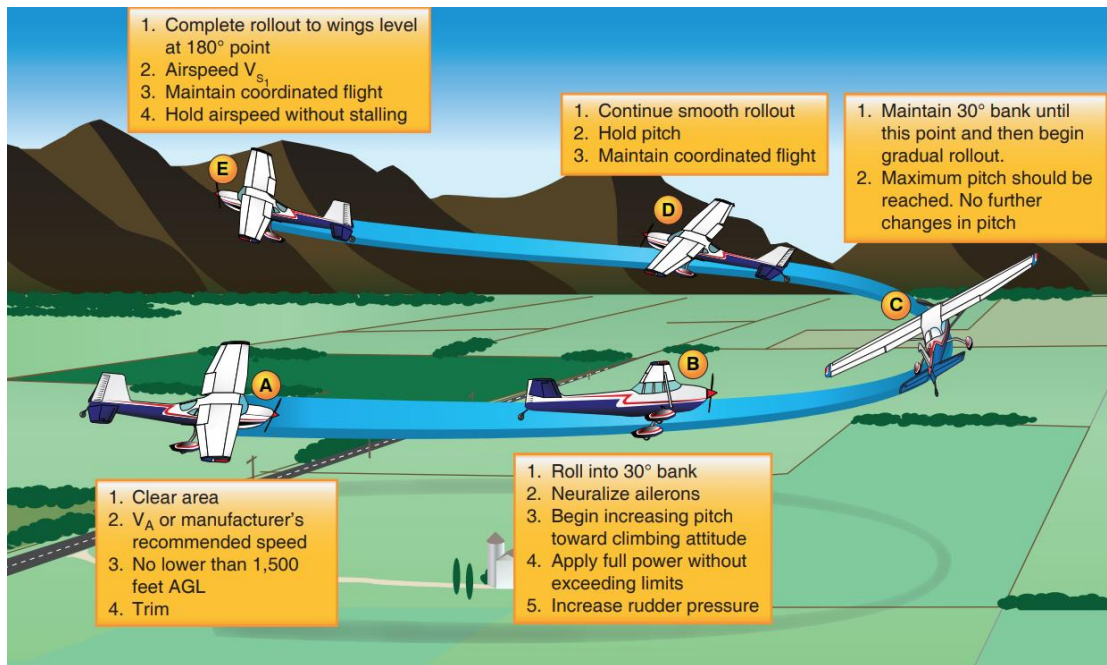 1. Complete rollout to wings level
at 180° point
2. Airspeed VS1
3. Maintain coordinated flight
4. Hold airspeed without stalling
1. Continue smooth rollout
2. Hold pitch
3. Maintain coordinated flight
1. Maintain 30° bank until
this point and then begin
gradual rollout.
2. Maximum pitch should be
reached. No further
changes in pitch
E
D
C
A
B
1. Clear area
2. VA or manufacturer's
recommended speed
3. No lower than 1,500
feet AGL
4. Trim
1. Roll into 30° bank
2. Neuralize ailerons
3. Begin increasing pitch
toward climbing attitude
4. Apply full power without
exceeding limits
5. Increase rudder pressure